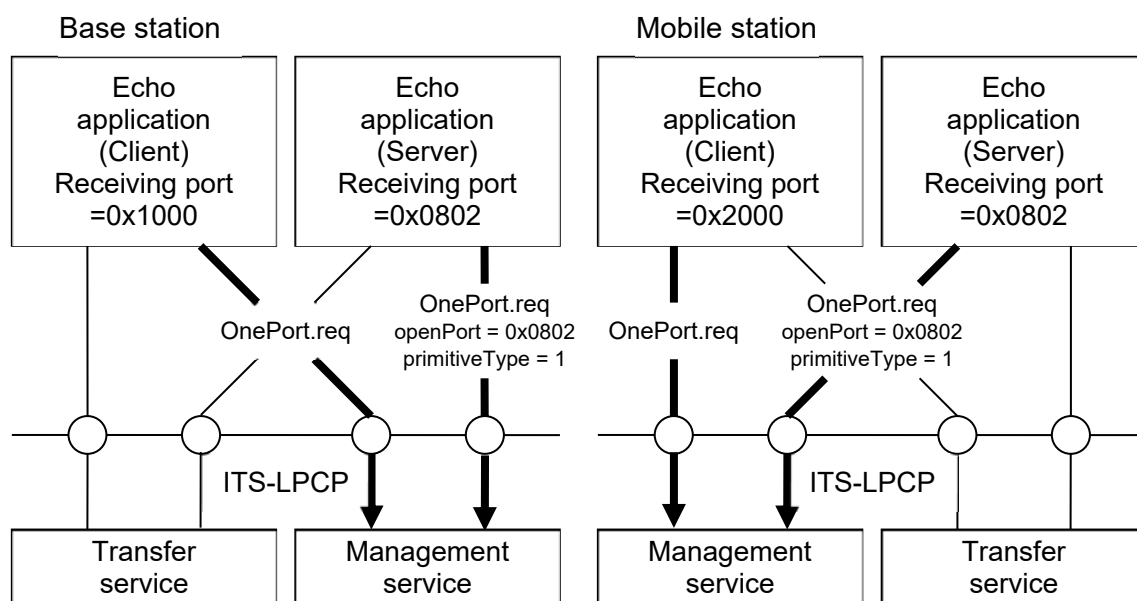 Base station
Mobile station
Echo
application
(Client)
Receiving port
=0x1000
Echo
application
(Server)
Receiving port
=0x0802
Echo
application
(Client)
Receiving port
=0x2000
Echo
application
(Server)
Receiving port
=0x0802
OnePort.req
OnePort.req
openPort = 0x0802
primitiveType = 1
OnePort.req
OnePort.req
openPort = 0x0802
primitiveType = 1
ITS-LPCP
ITS-LPCP
Transfer
service
Management
service
Management
service
Transfer
service